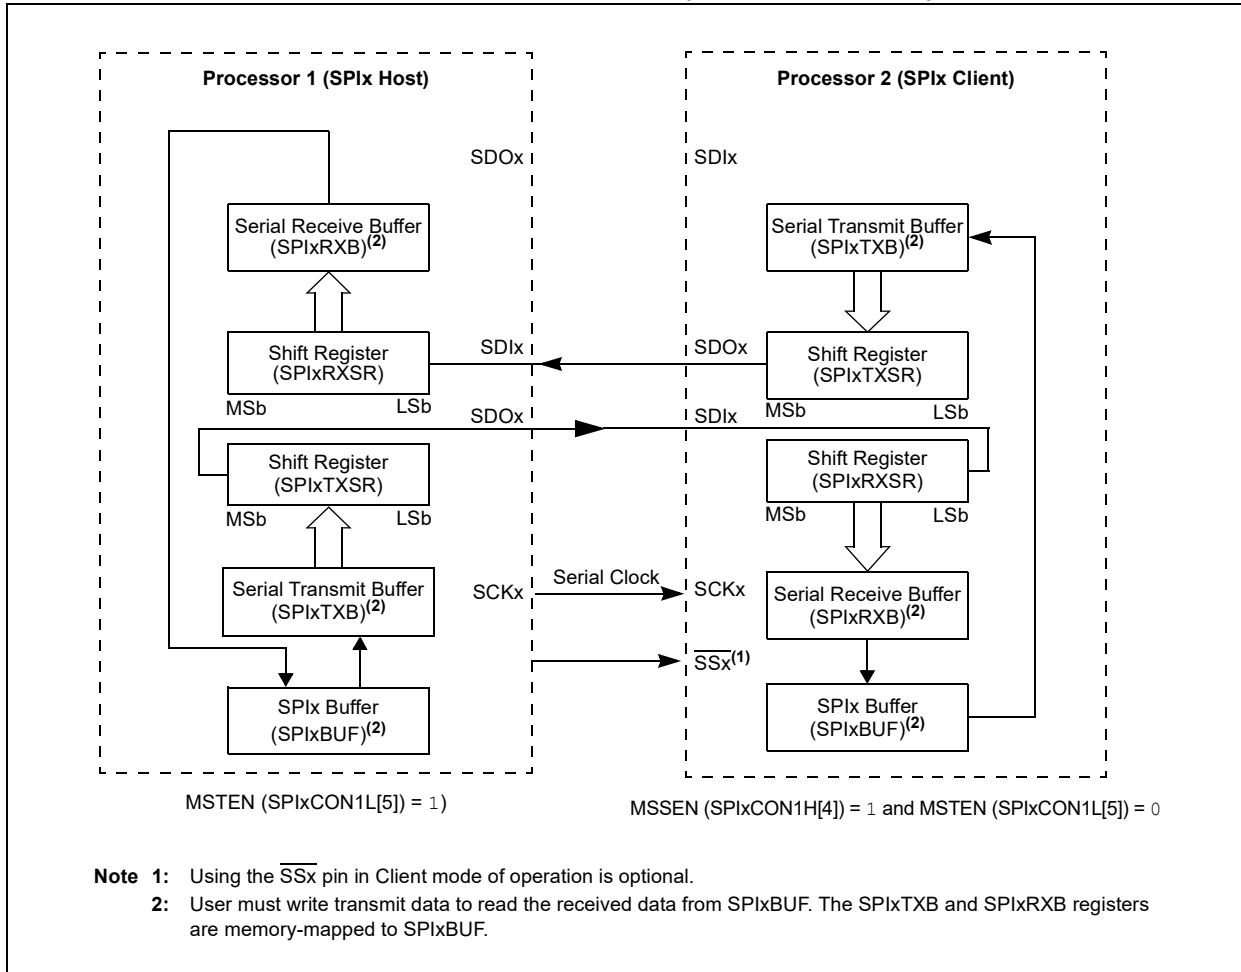 Processor 1 (SPIx Host)
Processor 2 (SPIx Client)
SDOx
SDIx
Serial Receive Buffer
(SPIxRXB)(2)
Serial Transmit Buffer
(SPIxTXB)(2)
Shift Register
(SPIxRXSR)
SDIx
SDOx
Shift Register
(SPIxTXSR)
MSb
LSb
MSb
LSb
SDOx
SDIx
Shift Register
(SPIxTXSR)
Shift Register
(SPIxRXSR)
MSb
LSb
MSb
LSb
Serial Transmit Buffer
(SPIxTXB)(2)
SCKx
Serial Clock
SCKx
Serial Receive Buffer
(SPIxRXB)(2)
SSx(1)
SPIx Buffer
(SPIxBUF)(2)
SPIx Buffer
(SPIxBUF)(2)
MSTEN (SPIxCON1L[5]) = 1)
MSSEN (SPIxCON1H[4]) = 1 and MSTEN (SPIxCON1L[5]) = 0
Note 1: Using the SSx pin in Client mode of operation is optional.
2: User must write transmit data to read the received data from SPIxBUF. The SPIxTXB and SPIxRXB registers
are memory-mapped to SPIxBUF.